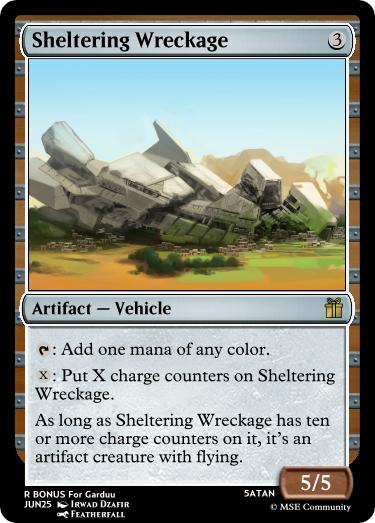 Sheltering Wreckage 3
Artifact — Vehicle
: Add one mana of any color.
X: Put X charge counters on Sheltering
Wreckage.
As long as Sheltering Wreckage has ten
or more charge counters on it, it's an
artifact creature with flying.
5/5
R BONUS For Garduu
JUN25 Irwad Dzafir
Featherfall
5ATAN
© MSE Community